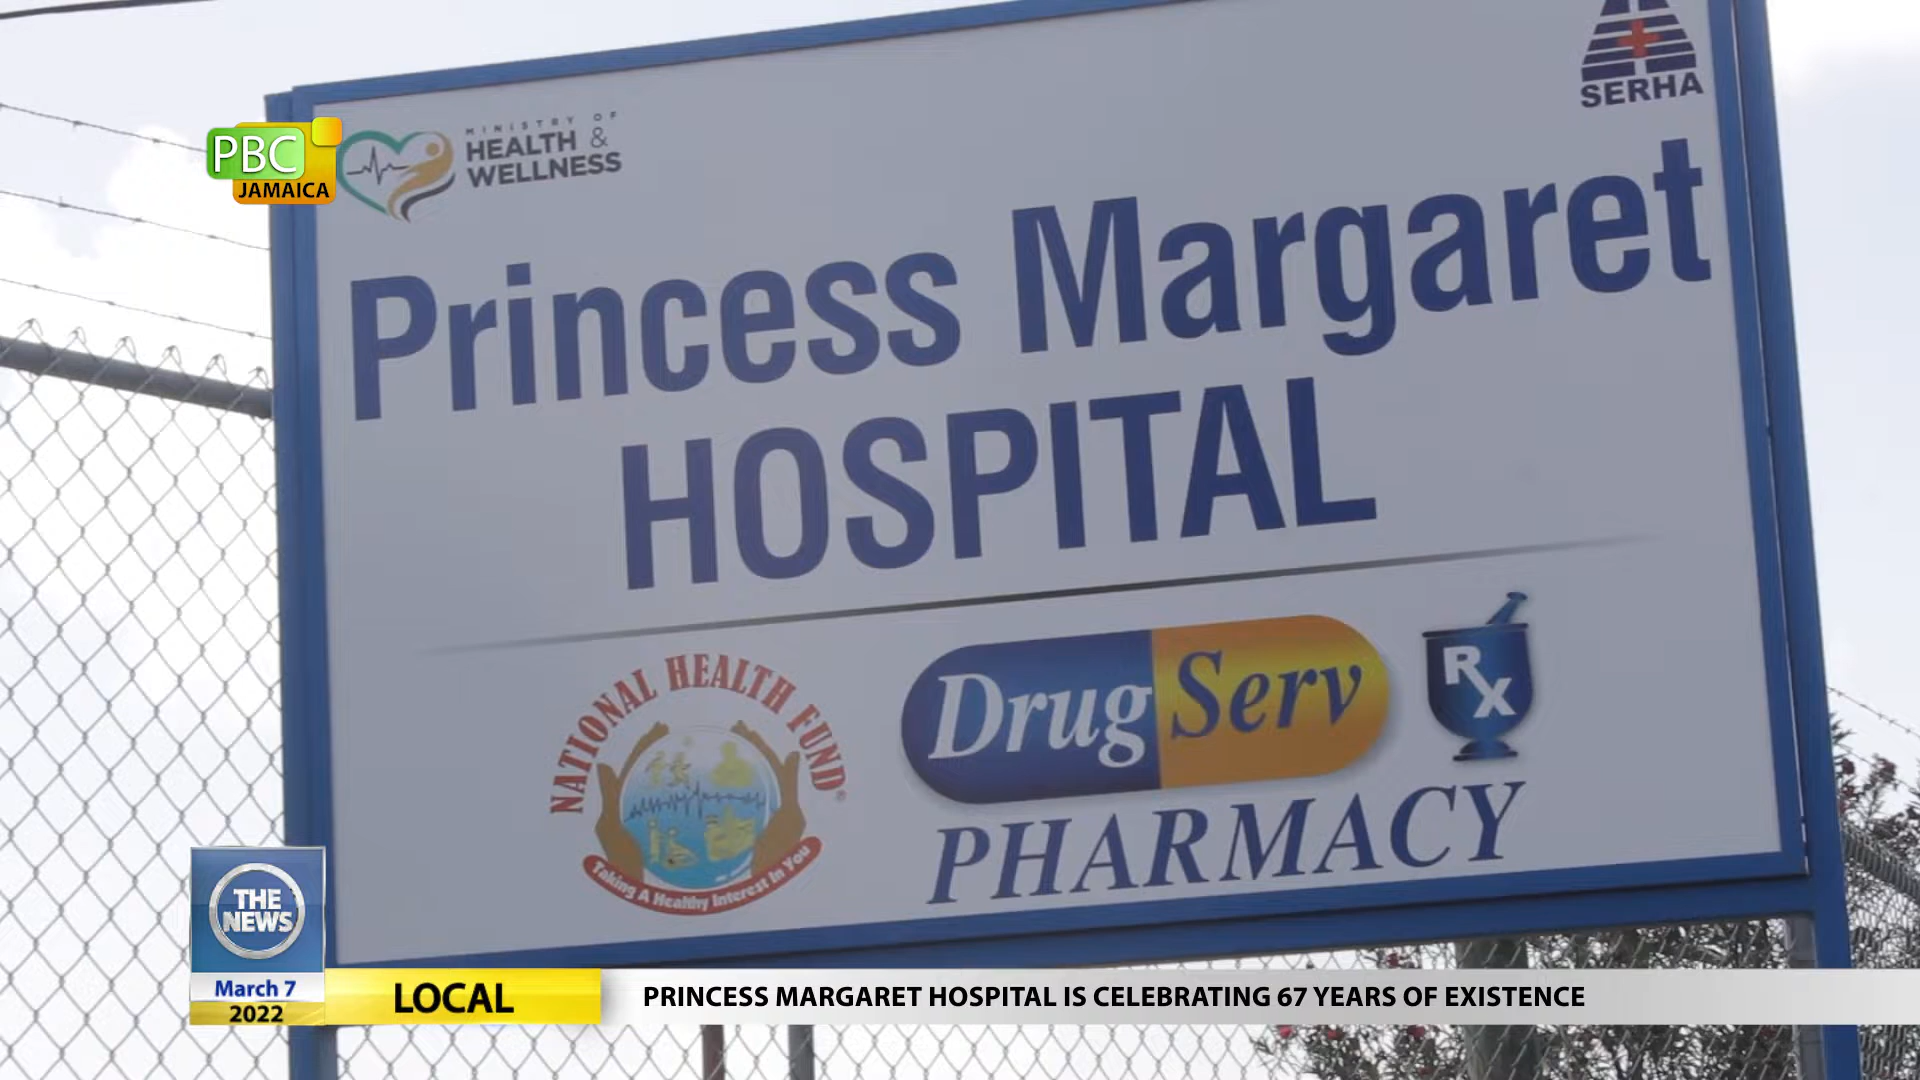 SERHA
PBC
JAMAICA
MINISTRY OF
HEALTH &
WELLNESS
Princess Margaret
HOSPITAL
NATIONAL HEALTH FUND®
Taking A Healthy Interest In You
Drug Serv
RX
PHARMACY
THE
NEWS
March 7
2022
LOCAL
PRINCESS MARGARET HOSPITAL IS CELEBRATING 67 YEARS OF EXISTENCE